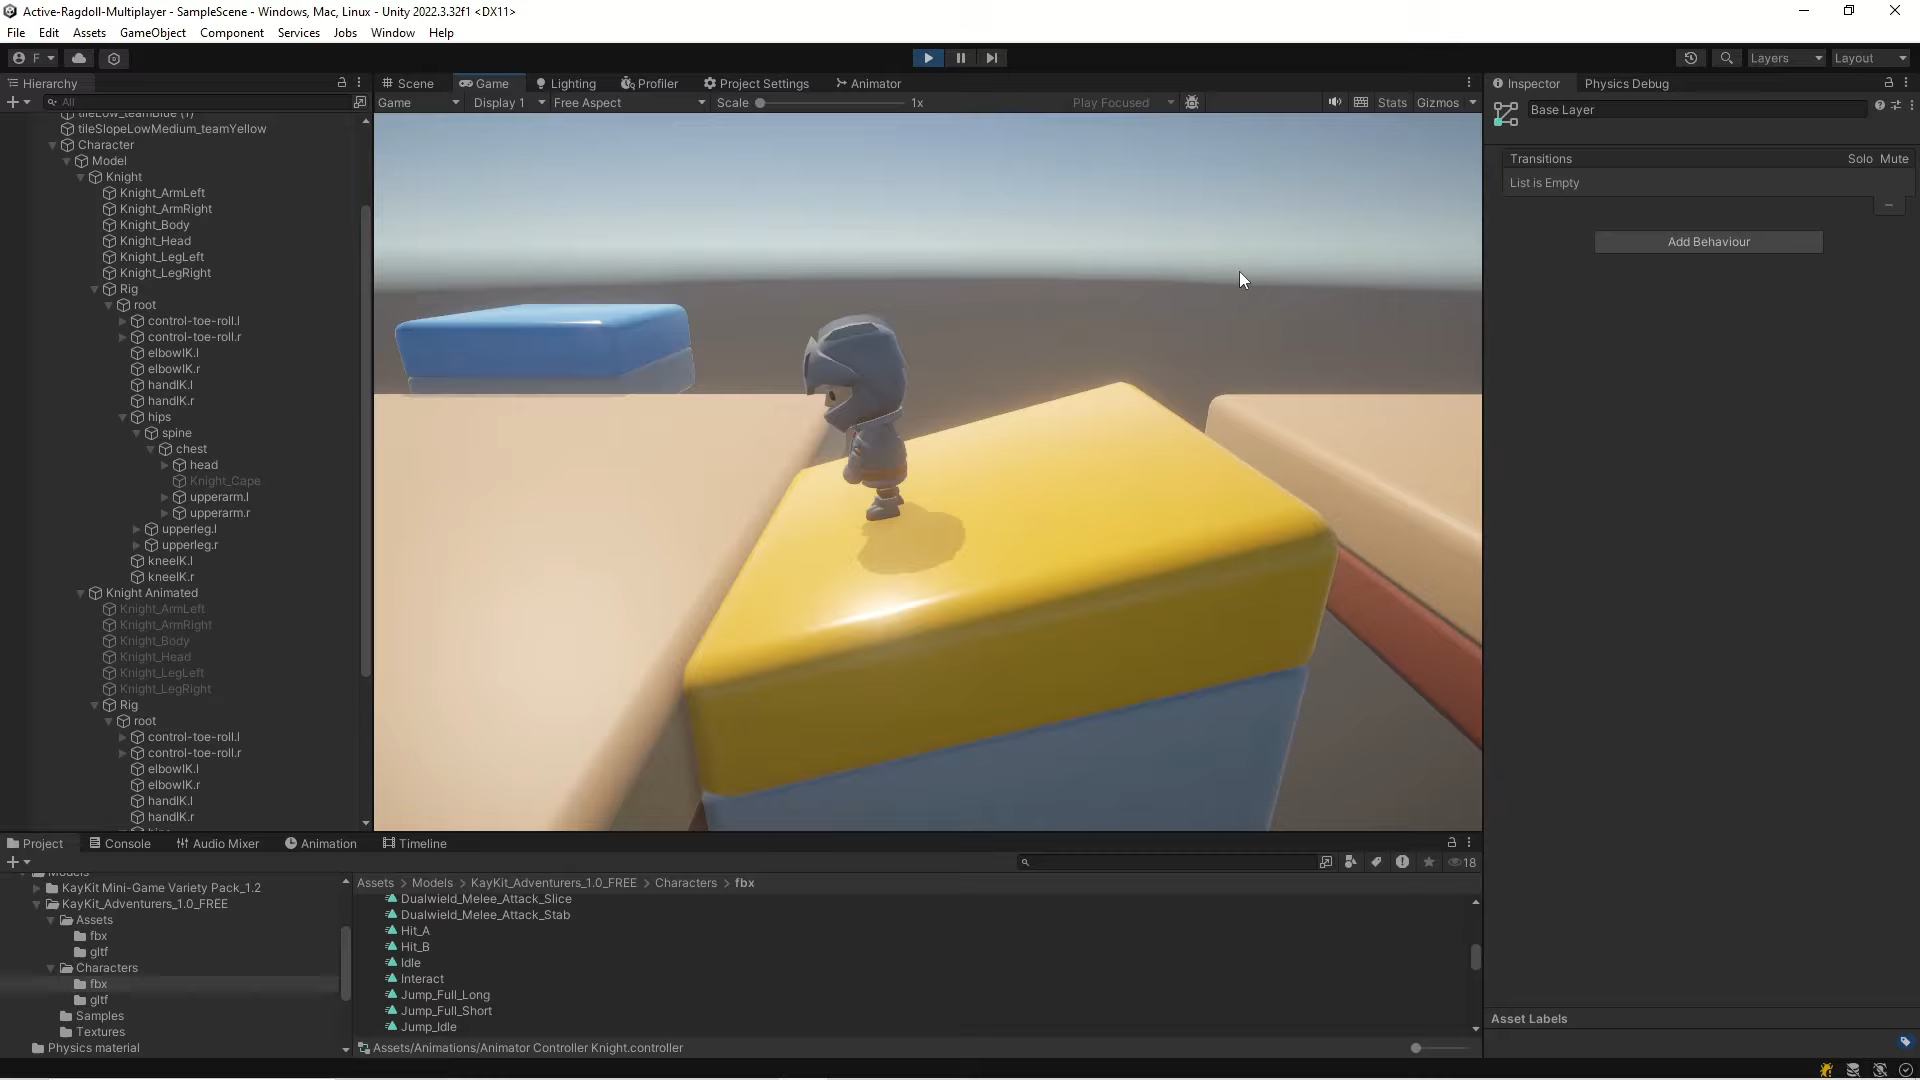 Active-Ragdoll-Multiplayer - SampleScene - Windows, Mac, Linux - Unity 2022.3.32f1 <DX11>
File Edit Assets GameObject Component Services Jobs Window Help
F Layers Layout
Hierarchy
Scene Game Lighting Profiler Project Settings Animator
Inspector Physics Debug
All
Game Display 1 Free Aspect Scale 1x Play Focused Stats Gizmos
Base Layer
Transitions Solo Mute
List is Empty
Add Behaviour
tileLow_teamBlue (1)
tileSlopeLowMedium_teamYellow
Character
Model
Knight
Knight_ArmLeft
Knight_ArmRight
Knight_Body
Knight_Head
Knight_LegLeft
Knight_LegRight
Rig
root
control-toe-roll.l
control-toe-roll.r
elbowIK.l
elbowIK.r
handIK.l
handIK.r
hips
spine
chest
head
Knight_Cape
upperarm.l
upperarm.r
upperleg.l
upperleg.r
kneeIK.l
kneeIK.r
Knight Animated
Knight_ArmLeft
Knight_ArmRight
Knight_Body
Knight_Head
Knight_LegLeft
Knight_LegRight
Rig
root
control-toe-roll.l
control-toe-roll.r
elbowIK.l
elbowIK.r
handIK.l
handIK.r
Project Console Audio Mixer Animation Timeline
18
Models
KayKit Mini-Game Variety Pack_1.2
KayKit_Adventurers_1.0_FREE
Assets
fbx
gltf
Characters
fbx
gltf
Samples
Textures
Physics material
Assets > Models > KayKit_Adventurers_1.0_FREE > Characters > fbx
Dualwield_Melee_Attack_Slice
Dualwield_Melee_Attack_Stab
Hit_A
Hit_B
Idle
Interact
Jump_Full_Long
Jump_Full_Short
Jump_Idle
Assets/Animations/Animator Controller Knight.controller
Asset Labels